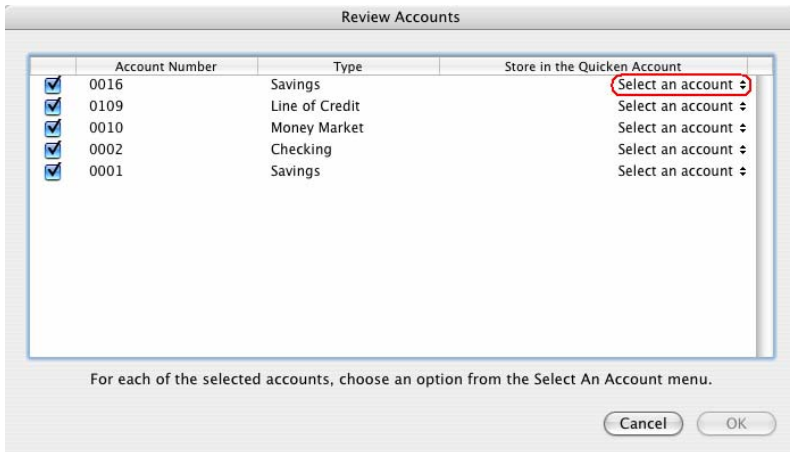 Review Accounts
Account Number Type Store in the Quicken Account
0016 Savings Select an account
0109 Line of Credit Select an account
0010 Money Market Select an account
0002 Checking Select an account
0001 Savings Select an account
For each of the selected accounts, choose an option from the Select An Account menu.
Cancel OK